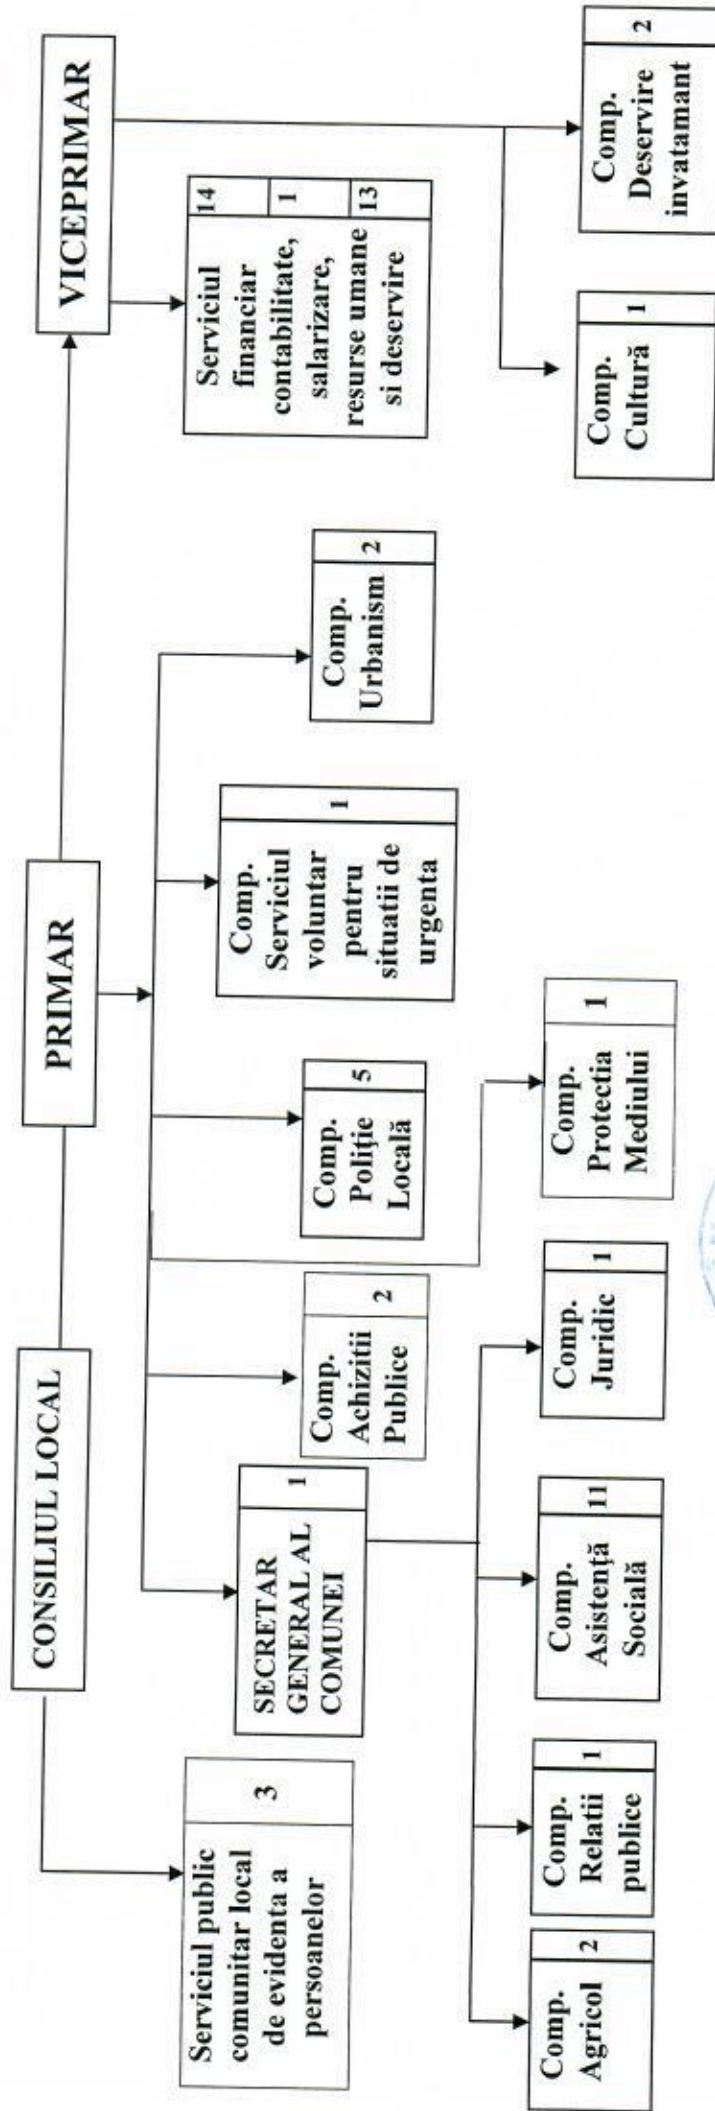 CONSILIUL LOCAL
PRIMAR
VICEPRIMAR
Serviciul public
comunitar local
de evidenta a
persoanelor
3
SECRETAR
GENERAL AL
COMUNEI
1
Comp.
Achizitii
Publice
2
Comp.
Poliţie
Locală
5
Comp.
Serviciul
voluntar
pentru
situatii de
urgenta
1
Comp.
Urbanism
2
Serviciul
financiar
contabilitate,
salarizare,
resurse umane
si deservire
14
1
13
Comp.
Agricol
2
Comp.
Relatii
publice
1
Comp.
Asistenţă
Socială
11
Comp.
Juridic
1
Comp.
Protectia
Mediului
1
Comp.
Cultură
1
Comp.
Deservire
invatamant
2